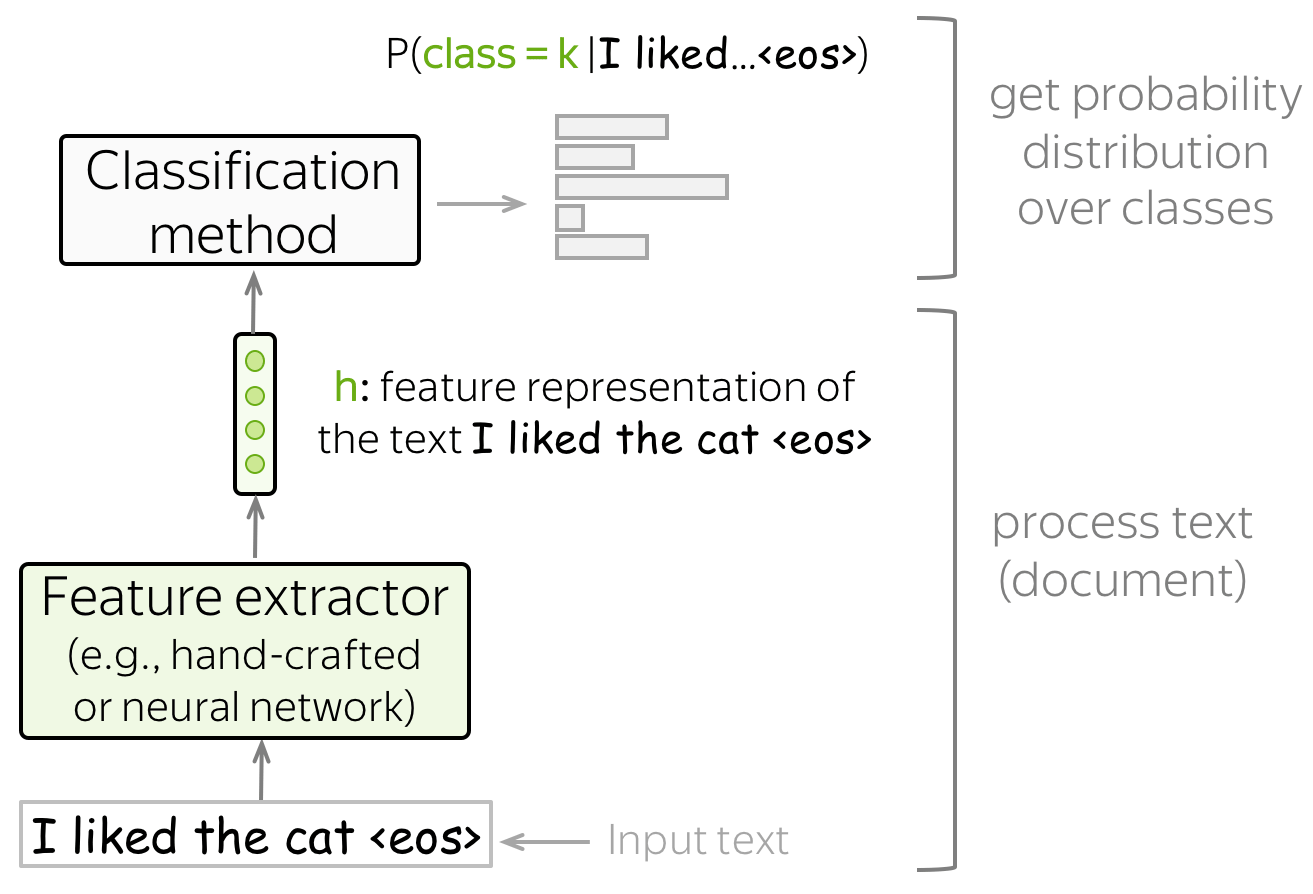 P(class = k |I liked...<eos>)
get probability
distribution
over classes
Classification
method
h: feature representation of
the text I liked the cat <eos>
process text
(document)
Feature extractor
(e.g., hand-crafted
or neural network)
I liked the cat <eos>
Input text